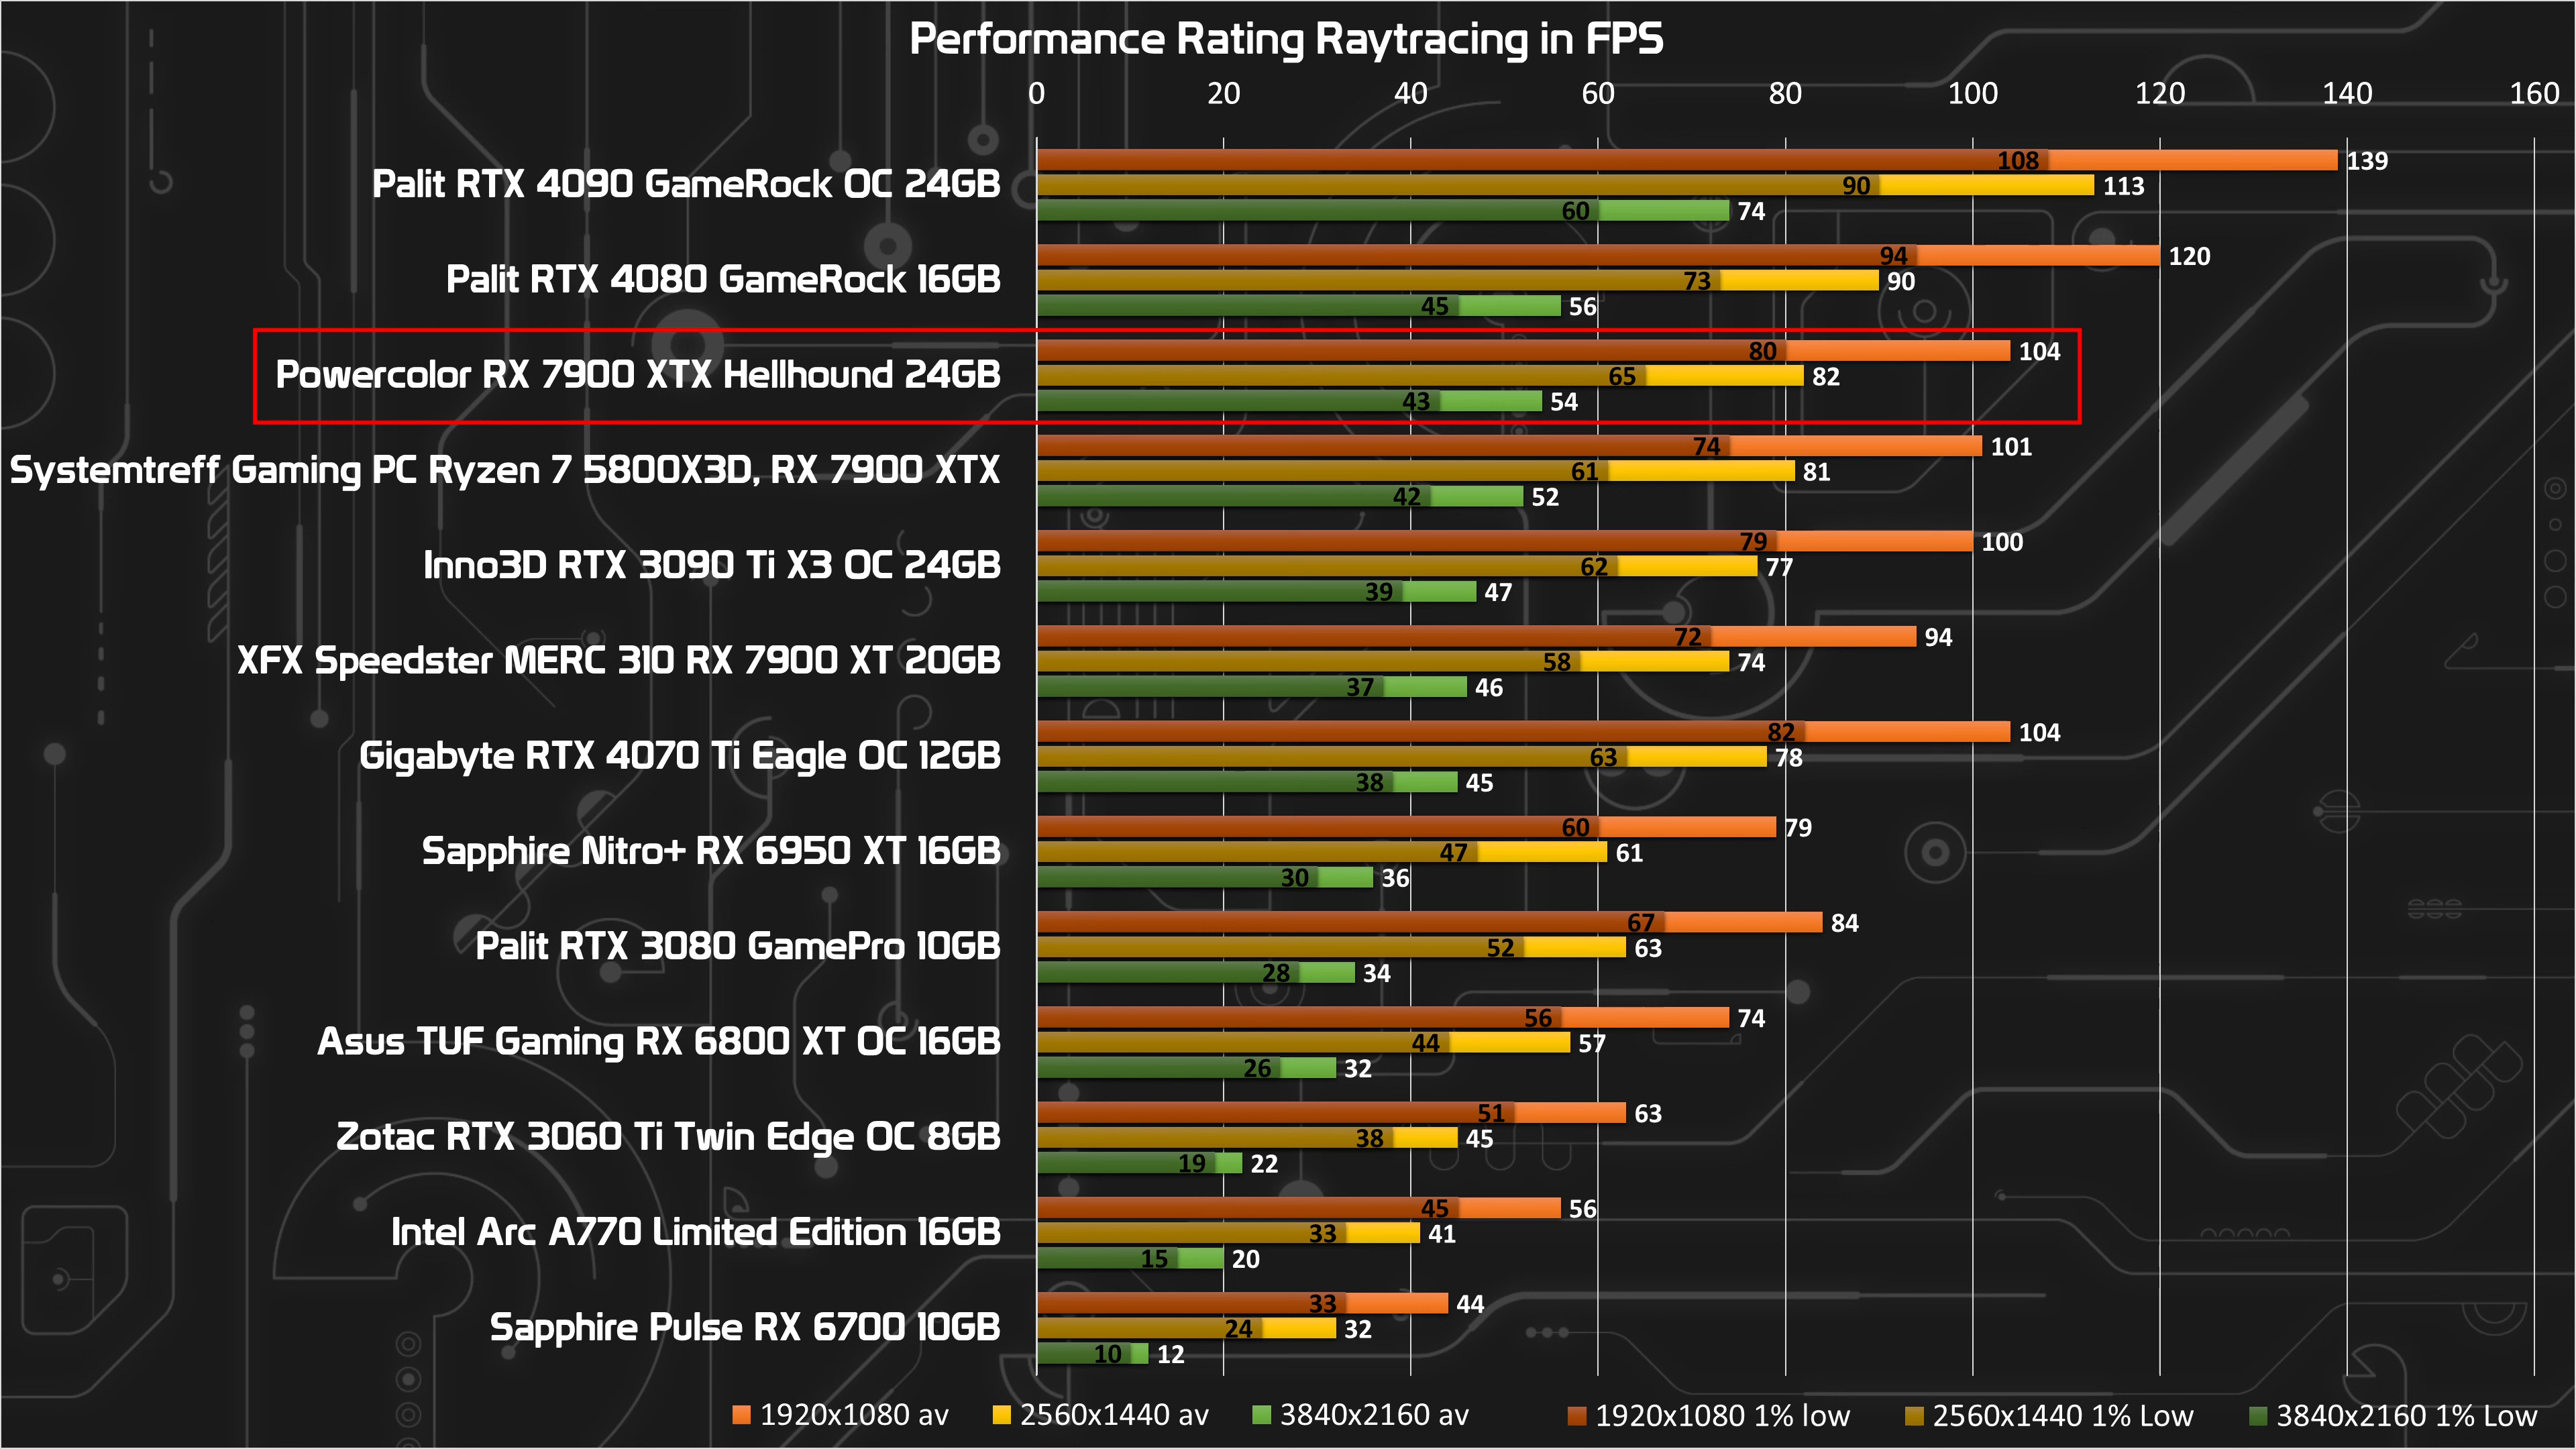 Performance Rating Raytracing in FPS
0 20 40 60 80 100 120 140 160
Palit RTX 4090 GameRock OC 24GB
108 139
90 113
60 74
Palit RTX 4080 GameRock 16GB
94 120
73 90
45 56
Powercolor RX 7900 XTX Hellhound 24GB
80 104
65 82
43 54
Systemtreff Gaming PC Ryzen 7 5800X3D, RX 7900 XTX
74 101
61 81
42 52
Inno3D RTX 3090 Ti X3 OC 24GB
79 100
62 77
39 47
XFX Speedster MERC 310 RX 7900 XT 20GB
72 94
58 74
37 46
Gigabyte RTX 4070 Ti Eagle OC 12GB
82 104
63 78
38 45
Sapphire Nitro+ RX 6950 XT 16GB
60 79
47 61
30 36
Palit RTX 3080 GamePro 10GB
67 84
52 63
28 34
Asus TUF Gaming RX 6800 XT OC 16GB
56 74
44 57
26 32
Zotac RTX 3060 Ti Twin Edge OC 8GB
51 63
38 45
19 22
Intel Arc A770 Limited Edition 16GB
45 56
33 41
15 20
Sapphire Pulse RX 6700 10GB
33 44
24 32
10 12
1920x1080 av 2560x1440 av 3840x2160 av 1920x1080 1% low 2560x1440 1% Low 3840x2160 1% Low